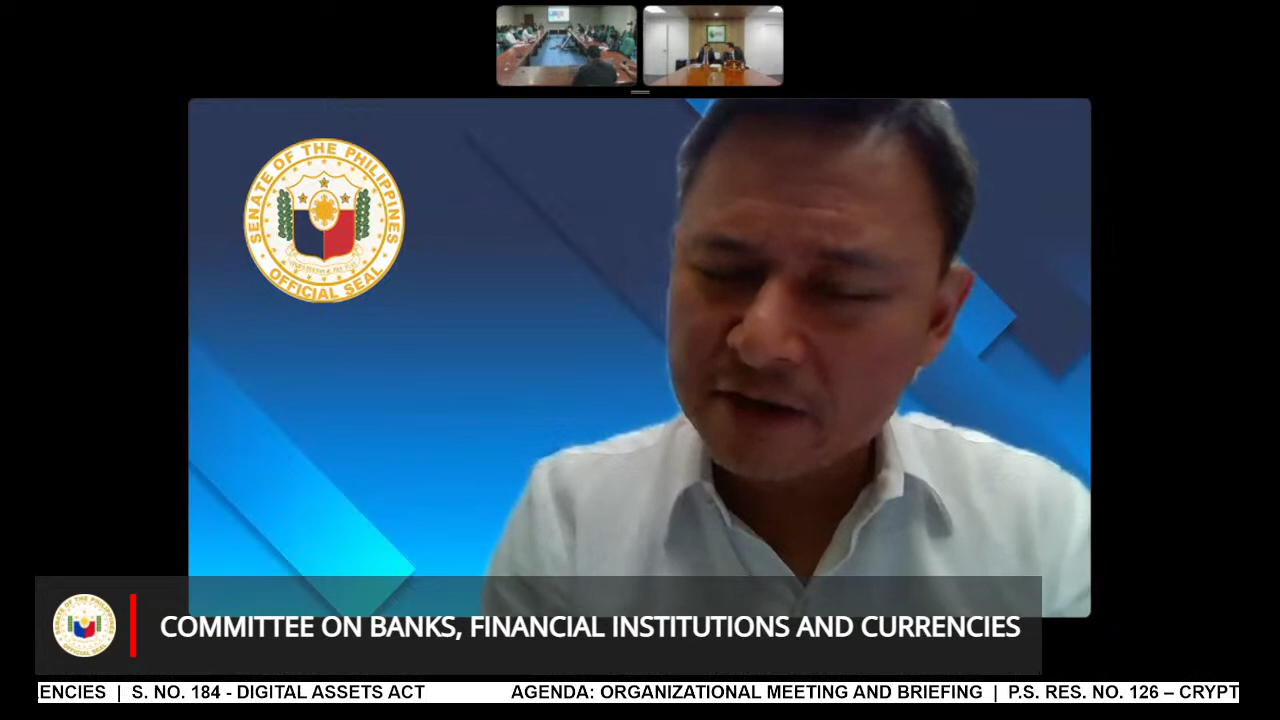 SENATE OF THE PHILIPPINES
OFFICIAL SEAL
COMMITTEE ON BANKS, FINANCIAL INSTITUTIONS AND CURRENCIES
ENCIES | S. NO. 184 - DIGITAL ASSETS ACT AGENDA: ORGANIZATIONAL MEETING AND BRIEFING | P.S. RES. NO. 126 – CRYPT